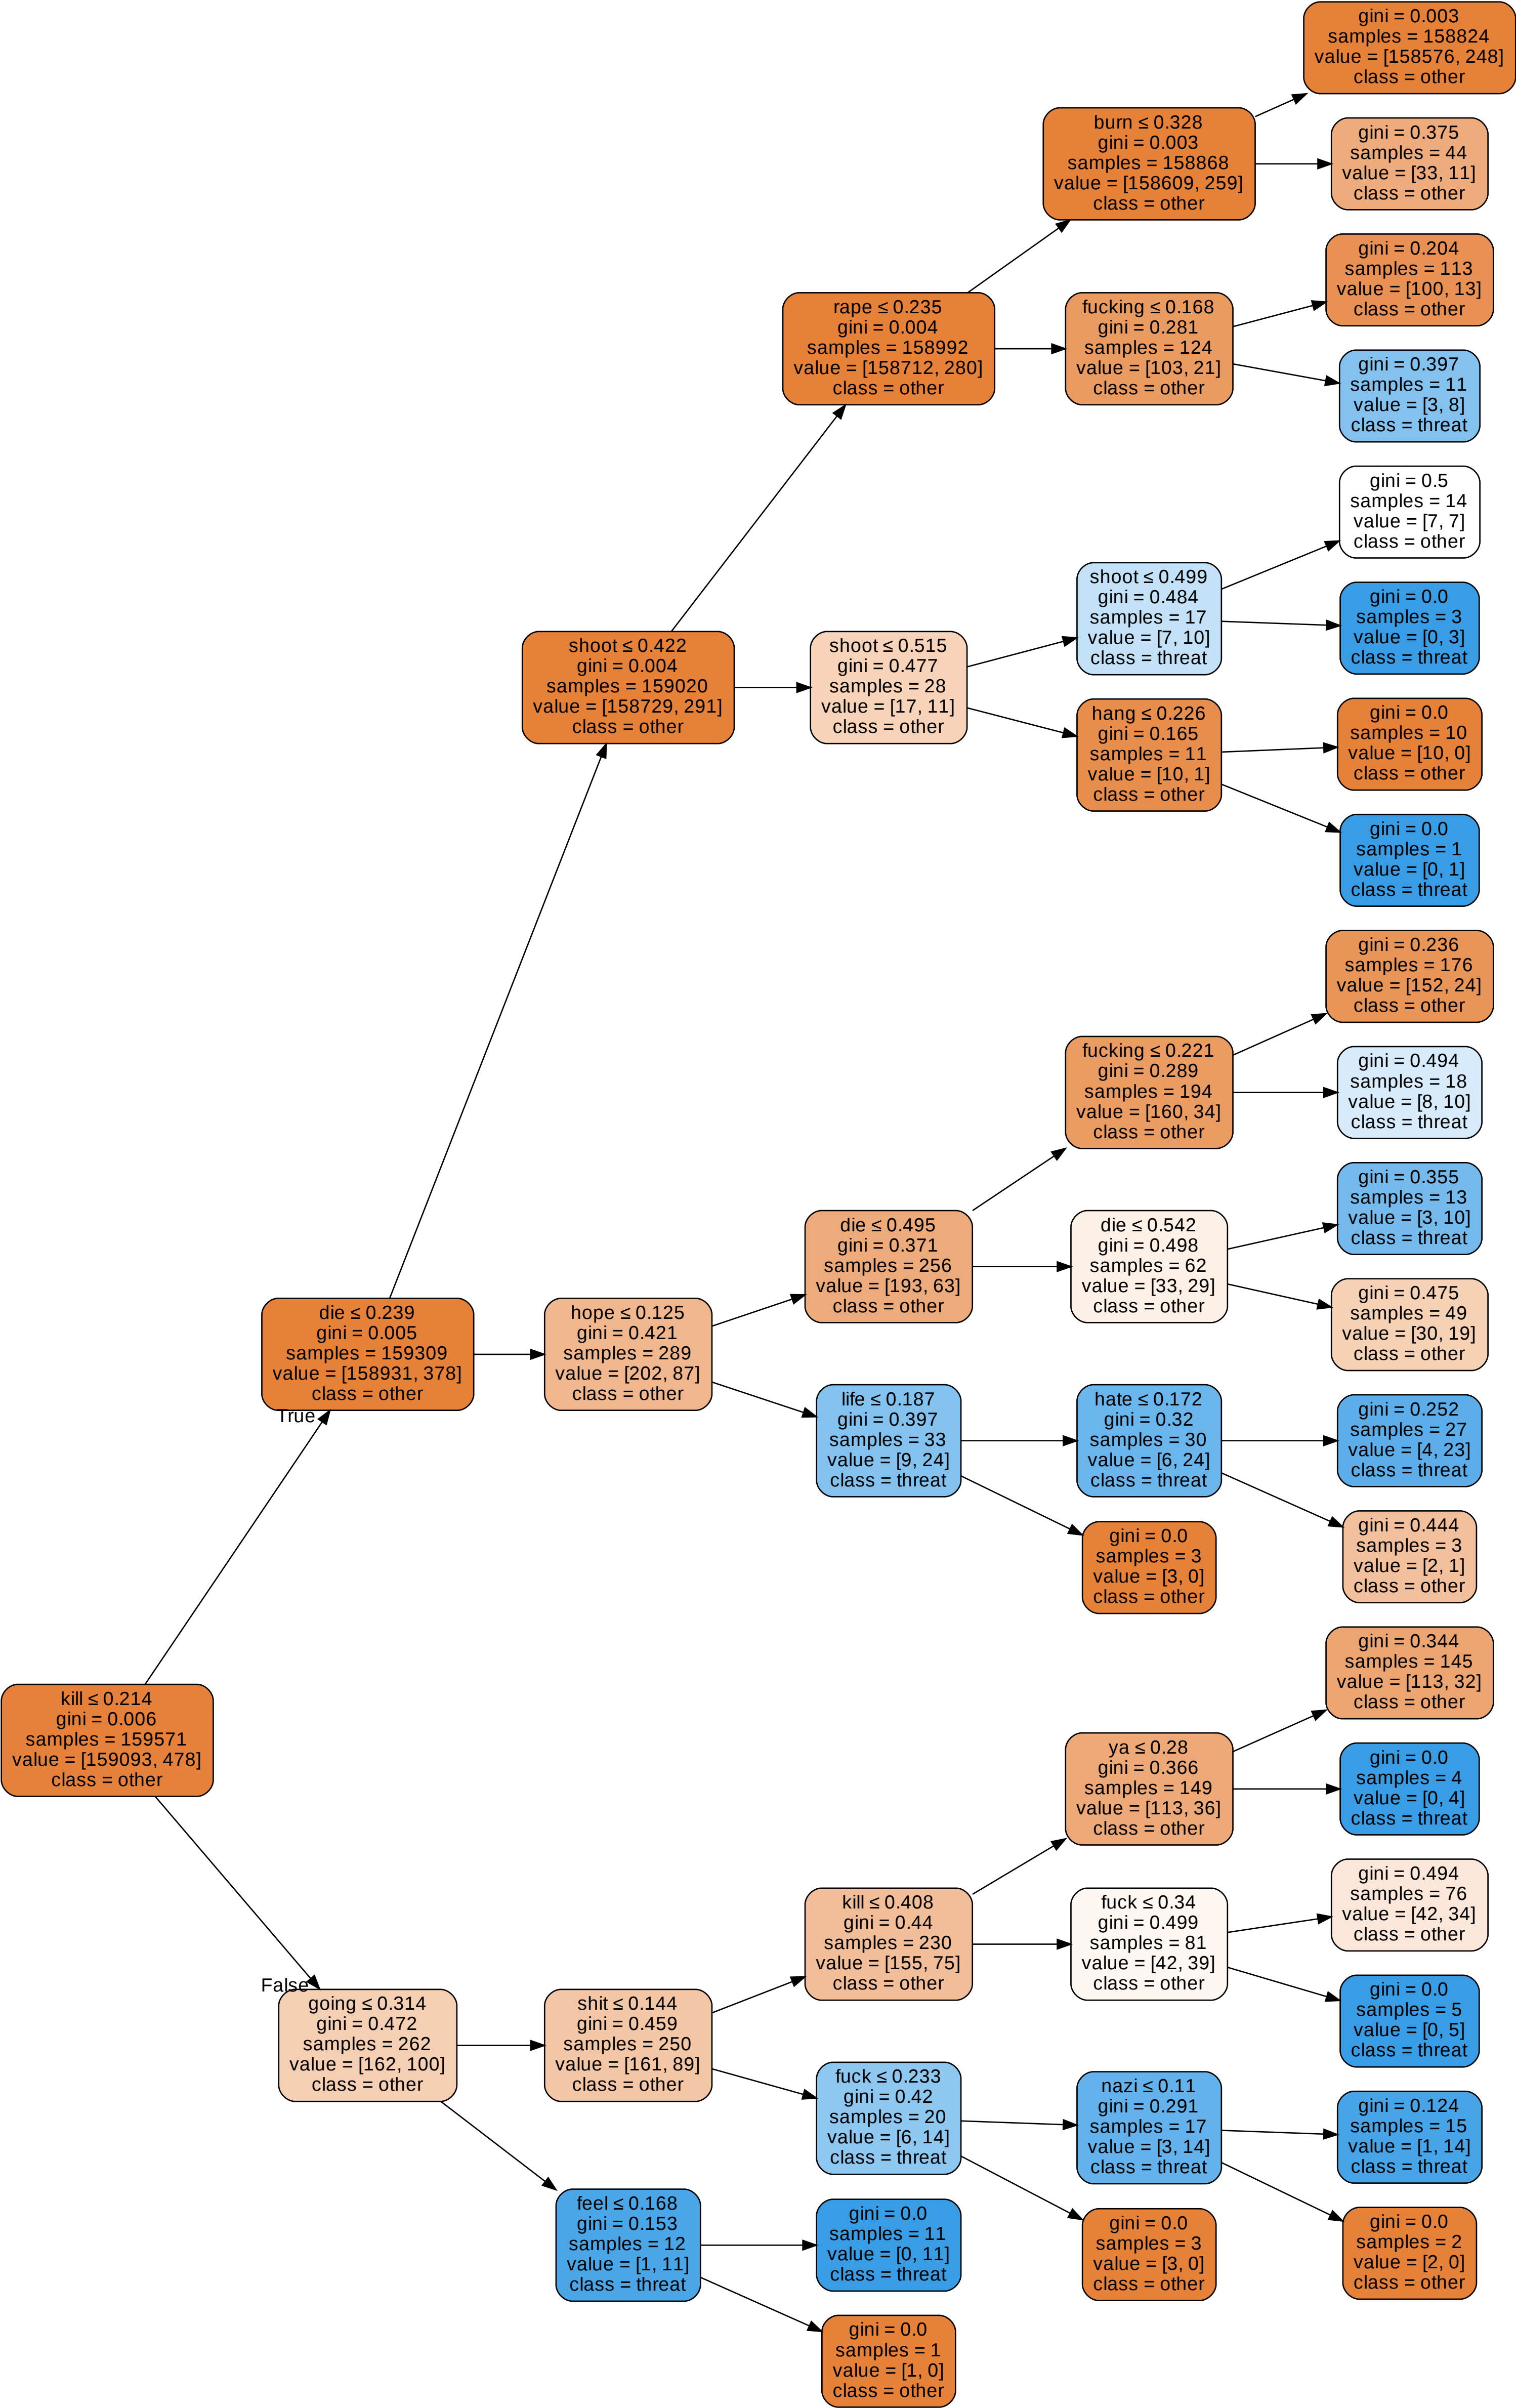 gini = 0.003
samples = 158824
value = [158576, 248]
class = other
burn ≤ 0.328
gini = 0.003
samples = 158868
value = [158609, 259]
class = other
gini = 0.375
samples = 44
value = [33, 11]
class = other
gini = 0.204
samples = 113
value = [100, 13]
class = other
rape ≤ 0.235
gini = 0.004
samples = 158992
value = [158712, 280]
class = other
fucking ≤ 0.168
gini = 0.281
samples = 124
value = [103, 21]
class = other
gini = 0.397
samples = 11
value = [3, 8]
class = threat
gini = 0.5
samples = 14
value = [7, 7]
class = other
shoot ≤ 0.499
gini = 0.484
samples = 17
value = [7, 10]
class = threat
gini = 0.0
samples = 3
value = [0, 3]
class = threat
shoot ≤ 0.422
gini = 0.004
samples = 159020
value = [158729, 291]
class = other
shoot ≤ 0.515
gini = 0.477
samples = 28
value = [17, 11]
class = other
hang ≤ 0.226
gini = 0.165
samples = 11
value = [10, 1]
class = other
gini = 0.0
samples = 10
value = [10, 0]
class = other
gini = 0.0
samples = 1
value = [0, 1]
class = threat
gini = 0.236
samples = 176
value = [152, 24]
class = other
fucking ≤ 0.221
gini = 0.289
samples = 194
value = [160, 34]
class = other
gini = 0.494
samples = 18
value = [8, 10]
class = threat
gini = 0.355
samples = 13
value = [3, 10]
class = threat
die ≤ 0.495
gini = 0.371
samples = 256
value = [193, 63]
class = other
die ≤ 0.542
gini = 0.498
samples = 62
value = [33, 29]
class = other
gini = 0.475
samples = 49
value = [30, 19]
class = other
die ≤ 0.239
gini = 0.005
samples = 159309
value = [158931, 378]
class = other
hope ≤ 0.125
gini = 0.421
samples = 289
value = [202, 87]
class = other
life ≤ 0.187
gini = 0.397
samples = 33
value = [9, 24]
class = threat
hate ≤ 0.172
gini = 0.32
samples = 30
value = [6, 24]
class = threat
gini = 0.252
samples = 27
value = [4, 23]
class = threat
True
gini = 0.444
samples = 3
value = [2, 1]
class = other
gini = 0.0
samples = 3
value = [3, 0]
class = other
gini = 0.344
samples = 145
value = [113, 32]
class = other
kill ≤ 0.214
gini = 0.006
samples = 159571
value = [159093, 478]
class = other
ya ≤ 0.28
gini = 0.366
samples = 149
value = [113, 36]
class = other
gini = 0.0
samples = 4
value = [0, 4]
class = threat
gini = 0.494
samples = 76
value = [42, 34]
class = other
kill ≤ 0.408
gini = 0.44
samples = 230
value = [155, 75]
class = other
fuck ≤ 0.34
gini = 0.499
samples = 81
value = [42, 39]
class = other
gini = 0.0
samples = 5
value = [0, 5]
class = threat
False
going ≤ 0.314
gini = 0.472
samples = 262
value = [162, 100]
class = other
shit ≤ 0.144
gini = 0.459
samples = 250
value = [161, 89]
class = other
fuck ≤ 0.233
gini = 0.42
samples = 20
value = [6, 14]
class = threat
nazi ≤ 0.11
gini = 0.291
samples = 17
value = [3, 14]
class = threat
gini = 0.124
samples = 15
value = [1, 14]
class = threat
feel ≤ 0.168
gini = 0.153
samples = 12
value = [1, 11]
class = threat
gini = 0.0
samples = 11
value = [0, 11]
class = threat
gini = 0.0
samples = 3
value = [3, 0]
class = other
gini = 0.0
samples = 2
value = [2, 0]
class = other
gini = 0.0
samples = 1
value = [1, 0]
class = other